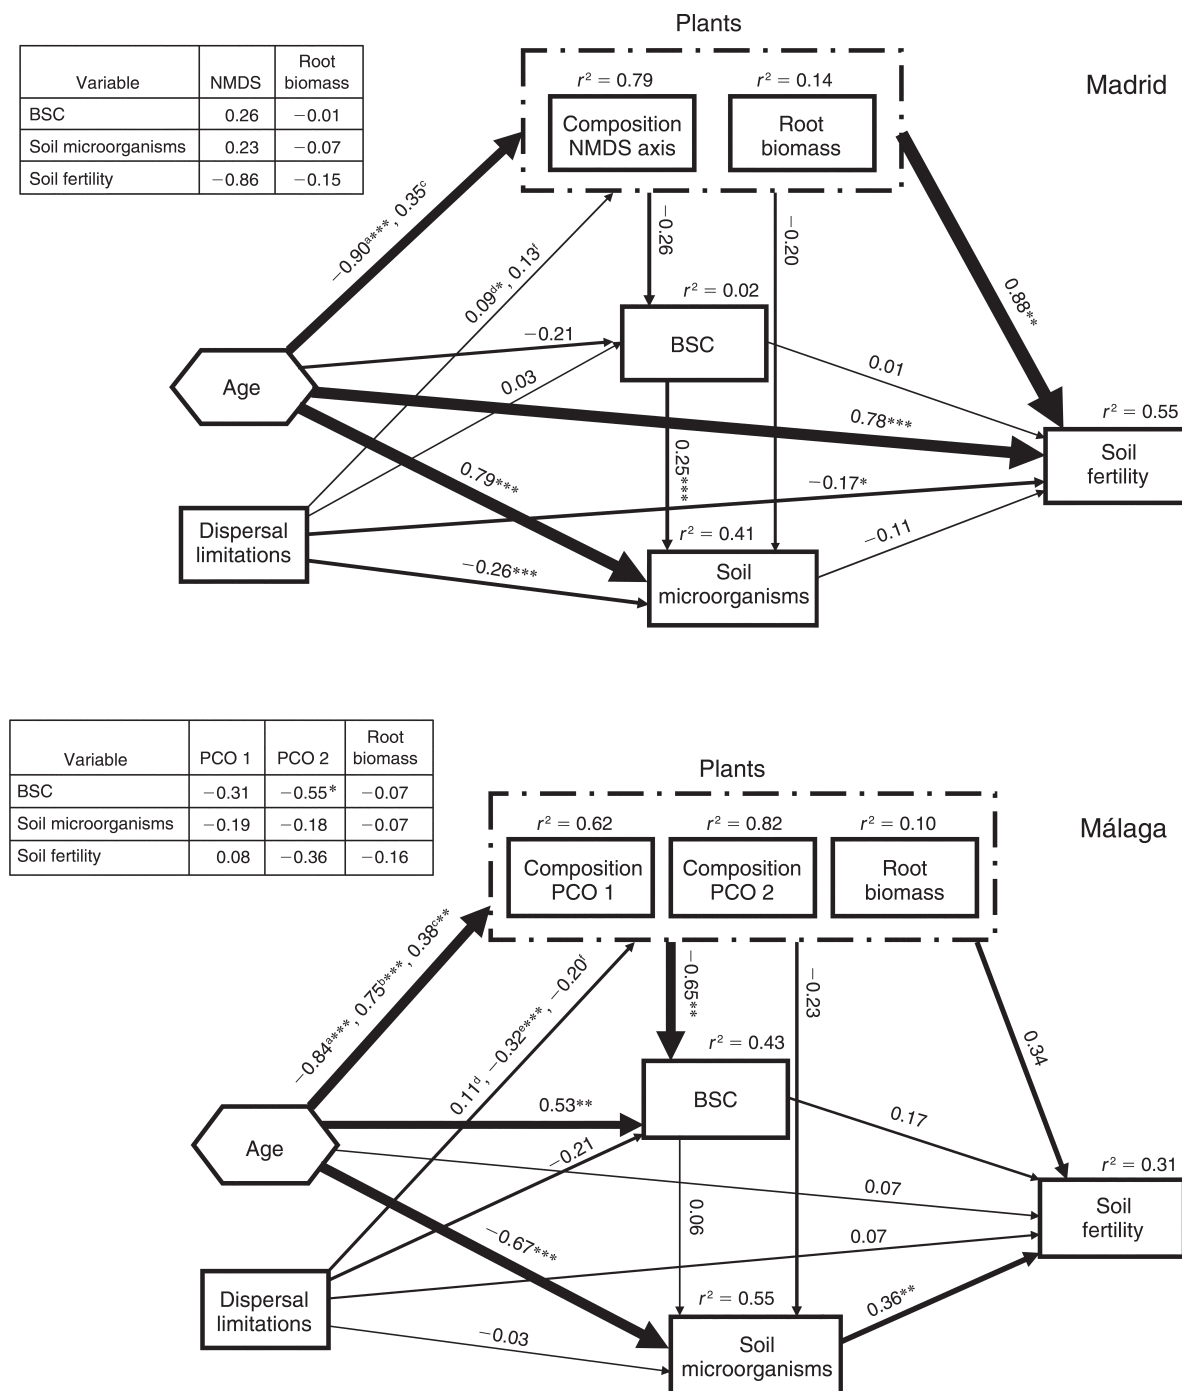 Plants
Madrid
Variable NMDS Root biomass
BSC 0.26 −0.01
Soil microorganisms 0.23 −0.07
Soil fertility −0.86 −0.15
r² = 0.79
r² = 0.14
Composition
NMDS axis
Root
biomass
−0.90ᵃ***, 0.35ᶜ
0.09ᵈ*, 0.13ᶠ
−0.26
−0.20
0.88**
r² = 0.02
BSC
−0.21
0.03
0.01
Age
0.78***
r² = 0.55
Soil
fertility
0.79***
0.25***
−0.17*
Dispersal
limitations
r² = 0.41
−0.11
−0.26***
Soil
microorganisms
Plants
Málaga
Variable PCO 1 PCO 2 Root biomass
BSC −0.31 −0.55* −0.07
Soil microorganisms −0.19 −0.18 −0.07
Soil fertility 0.08 −0.36 −0.16
r² = 0.62
r² = 0.82
r² = 0.10
Composition
PCO 1
Composition
PCO 2
Root
biomass
−0.84ᵃ***, 0.75ᵇ***, 0.38ᶜ**
0.11ᵈ, −0.32ᵉ***, −0.20ᶠ
−0.65**
−0.23
0.34
r² = 0.43
BSC
0.53**
−0.21
0.17
Age
0.07
r² = 0.31
Soil
fertility
0.06
0.07
−0.67***
Dispersal
limitations
r² = 0.55
0.36**
−0.03
Soil
microorganisms